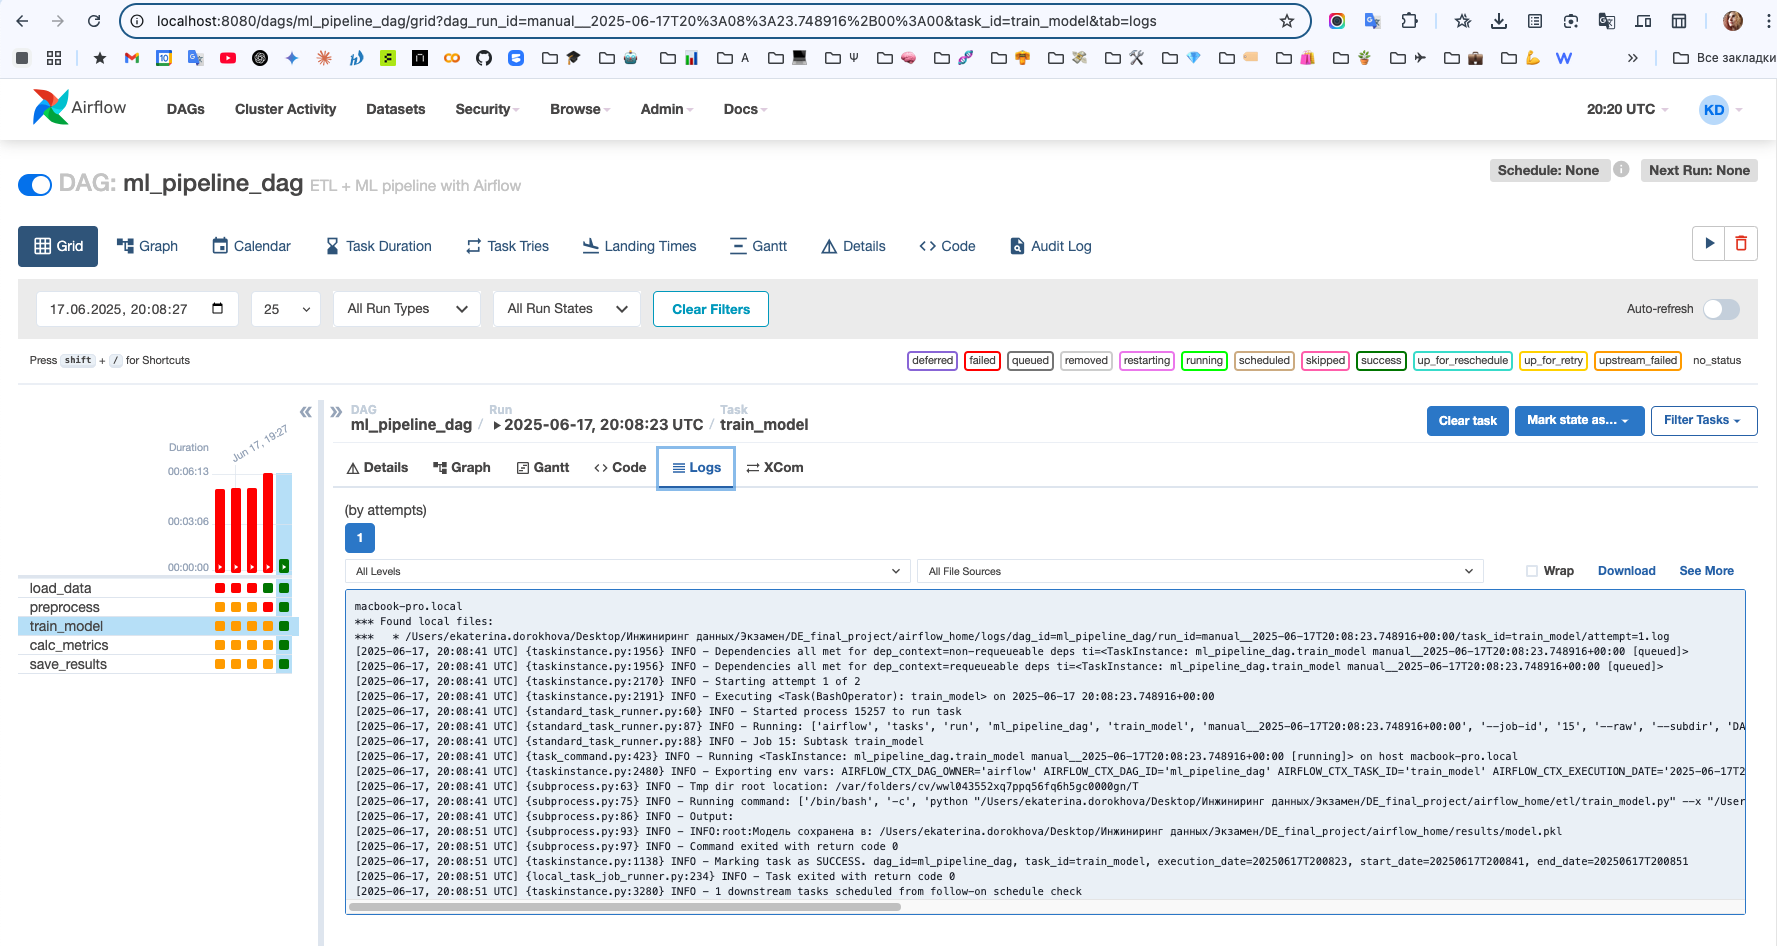 localhost:8080/dags/ml_pipeline_dag/grid?dag_run_id=manual__2025-06-17T20%3A08%3A23.748916%2B00%3A00&task_id=train_model&tab=logs
Все закладки
Airflow
DAGs
Cluster Activity
Datasets
Security
Browse
Admin
Docs
20:20 UTC
KD
DAG: ml_pipeline_dag ETL + ML pipeline with Airflow
Schedule: None
Next Run: None
Grid
Graph
Calendar
Task Duration
Task Tries
Landing Times
Gantt
Details
Code
Audit Log
17.06.2025, 20:08:27
25
All Run Types
All Run States
Clear Filters
Auto-refresh
Press shift + / for Shortcuts
deferred
failed
queued
removed
restarting
running
scheduled
skipped
success
up_for_reschedule
up_for_retry
upstream_failed
no_status
Duration
Jun 17, 19:27
00:06:13
00:03:06
00:00:00
load_data
preprocess
train_model
calc_metrics
save_results
DAG
ml_pipeline_dag
Run
2025-06-17, 20:08:23 UTC
Task
train_model
Clear task
Mark state as...
Filter Tasks
Details
Graph
Gantt
Code
Logs
XCom
(by attempts)
1
All Levels
All File Sources
Wrap
Download
See More
macbook-pro.local
*** Found local files:
***   * /Users/ekaterina.dorokhova/Desktop/Инжиниринг данных/Экзамен/DE_final_project/airflow_home/logs/dag_id=ml_pipeline_dag/run_id=manual__2025-06-17T20:08:23.748916+00:00/task_id=train_model/attempt=1.log
[2025-06-17, 20:08:41 UTC] {taskinstance.py:1956} INFO - Dependencies all met for dep_context=non-requeueable deps ti=<TaskInstance: ml_pipeline_dag.train_model manual__2025-06-17T20:08:23.748916+00:00 [queued]>
[2025-06-17, 20:08:41 UTC] {taskinstance.py:1956} INFO - Dependencies all met for dep_context=requeueable deps ti=<TaskInstance: ml_pipeline_dag.train_model manual__2025-06-17T20:08:23.748916+00:00 [queued]>
[2025-06-17, 20:08:41 UTC] {taskinstance.py:2170} INFO - Starting attempt 1 of 2
[2025-06-17, 20:08:41 UTC] {taskinstance.py:2191} INFO - Executing <Task(BashOperator): train_model> on 2025-06-17 20:08:23.748916+00:00
[2025-06-17, 20:08:41 UTC] {standard_task_runner.py:60} INFO - Started process 15257 to run task
[2025-06-17, 20:08:41 UTC] {standard_task_runner.py:87} INFO - Running: ['airflow', 'tasks', 'run', 'ml_pipeline_dag', 'train_model', 'manual__2025-06-17T20:08:23.748916+00:00', '--job-id', '15', '--raw', '--subdir', 'DA
[2025-06-17, 20:08:41 UTC] {standard_task_runner.py:88} INFO - Job 15: Subtask train_model
[2025-06-17, 20:08:41 UTC] {task_command.py:423} INFO - Running <TaskInstance: ml_pipeline_dag.train_model manual__2025-06-17T20:08:23.748916+00:00 [running]> on host macbook-pro.local
[2025-06-17, 20:08:41 UTC] {taskinstance.py:2480} INFO - Exporting env vars: AIRFLOW_CTX_DAG_OWNER='airflow' AIRFLOW_CTX_DAG_ID='ml_pipeline_dag' AIRFLOW_CTX_TASK_ID='train_model' AIRFLOW_CTX_EXECUTION_DATE='2025-06-17T2
[2025-06-17, 20:08:41 UTC] {subprocess.py:63} INFO - Tmp dir root location: /var/folders/cv/wwl043552xq7ppq56fq6h5gc0000gn/T
[2025-06-17, 20:08:41 UTC] {subprocess.py:75} INFO - Running command: ['/bin/bash', '-c', 'python "/Users/ekaterina.dorokhova/Desktop/Инжиниринг данных/Экзамен/DE_final_project/airflow_home/etl/train_model.py" --x "/User
[2025-06-17, 20:08:41 UTC] {subprocess.py:86} INFO - Output:
[2025-06-17, 20:08:51 UTC] {subprocess.py:93} INFO - INFO:root:Модель сохранена в: /Users/ekaterina.dorokhova/Desktop/Инжиниринг данных/Экзамен/DE_final_project/airflow_home/results/model.pkl
[2025-06-17, 20:08:51 UTC] {subprocess.py:97} INFO - Command exited with return code 0
[2025-06-17, 20:08:51 UTC] {taskinstance.py:1138} INFO - Marking task as SUCCESS. dag_id=ml_pipeline_dag, task_id=train_model, execution_date=20250617T200823, start_date=20250617T200841, end_date=20250617T200851
[2025-06-17, 20:08:51 UTC] {local_task_job_runner.py:234} INFO - Task exited with return code 0
[2025-06-17, 20:08:51 UTC] {taskinstance.py:3280} INFO - 1 downstream tasks scheduled from follow-on schedule check